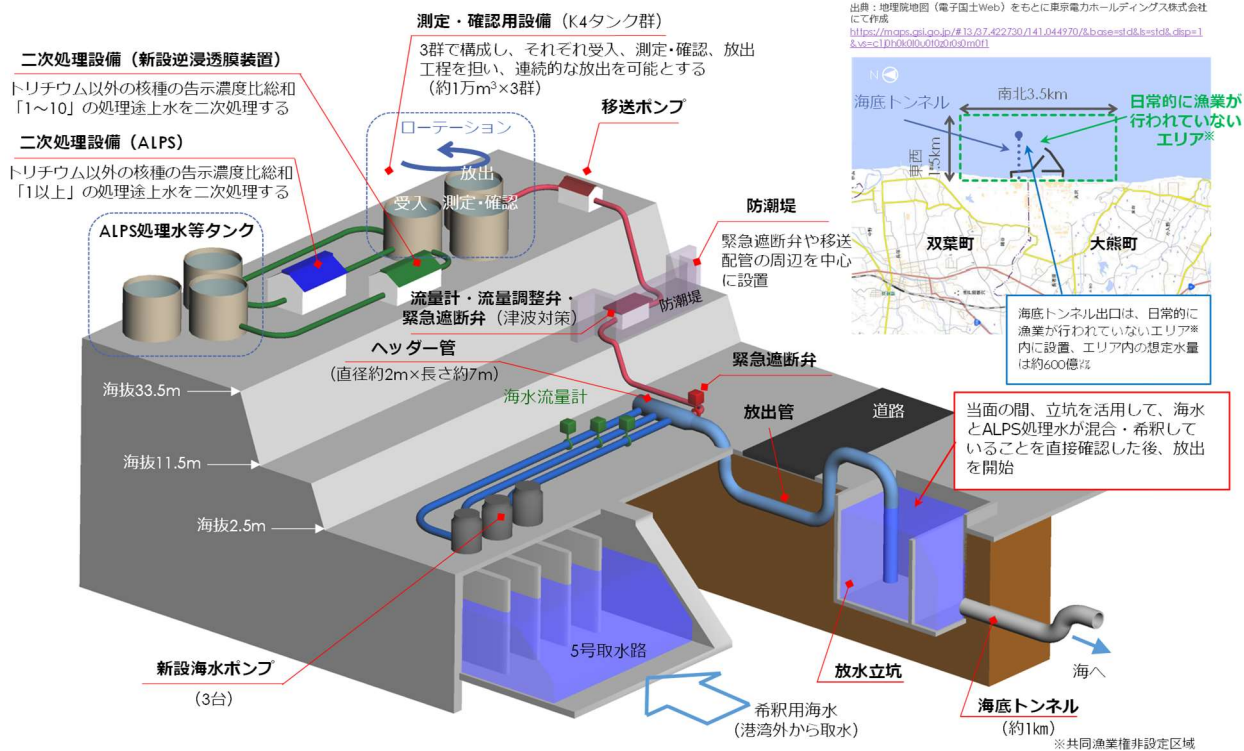 測定・確認用設備（K4タンク群）
3群で構成し、それぞれ受入、測定・確認、放出
工程を担い、連続的な放出を可能とする
（約1万m³×3群）
二次処理設備（新設逆浸透膜装置）
トリチウム以外の核種の告示濃度比総和
「1～10」の処理途上水を二次処理する
二次処理設備（ALPS）
トリチウム以外の核種の告示濃度比総和
「1以上」の処理途上水を二次処理する
ALPS処理水等タンク
ローテーション
放出
受入
測定・確認
移送ポンプ
防潮堤
緊急遮断弁や移送
配管の周辺を中心
に設置
防潮堤
流量計・流量調整弁・
緊急遮断弁（津波対策）
ヘッダー管
（直径約2m×長さ約7m）
海水流量計
緊急遮断弁
放出管
道路
海抜33.5m
海抜11.5m
海抜2.5m
新設海水ポンプ
（3台）
5号取水路
希釈用海水
（港湾外から取水）
放水立坑
海底トンネル
（約1km）
海へ
当面の間、立坑を活用して、海水
とALPS処理水が混合・希釈して
いることを直接確認した後、放出
を開始
出典：地理院地図（電子国土Web）をもとに東京電力ホールディングス株式会社
にて作成
https://maps.gsi.go.jp/#13/37.422730/141.044970/&base=std&ls=std&disp=1
&vs=c1j0h0k0l0u0t0z0r0s0m0f1
N
南北3.5km
東西
1.5km
海底トンネル
日常的に漁業が
行われていない
エリア※
双葉町
大熊町
海底トンネル出口は、日常的に
漁業が行われていないエリア※
内に設置、エリア内の想定水量
は約600億㍑
※共同漁業権非設定区域